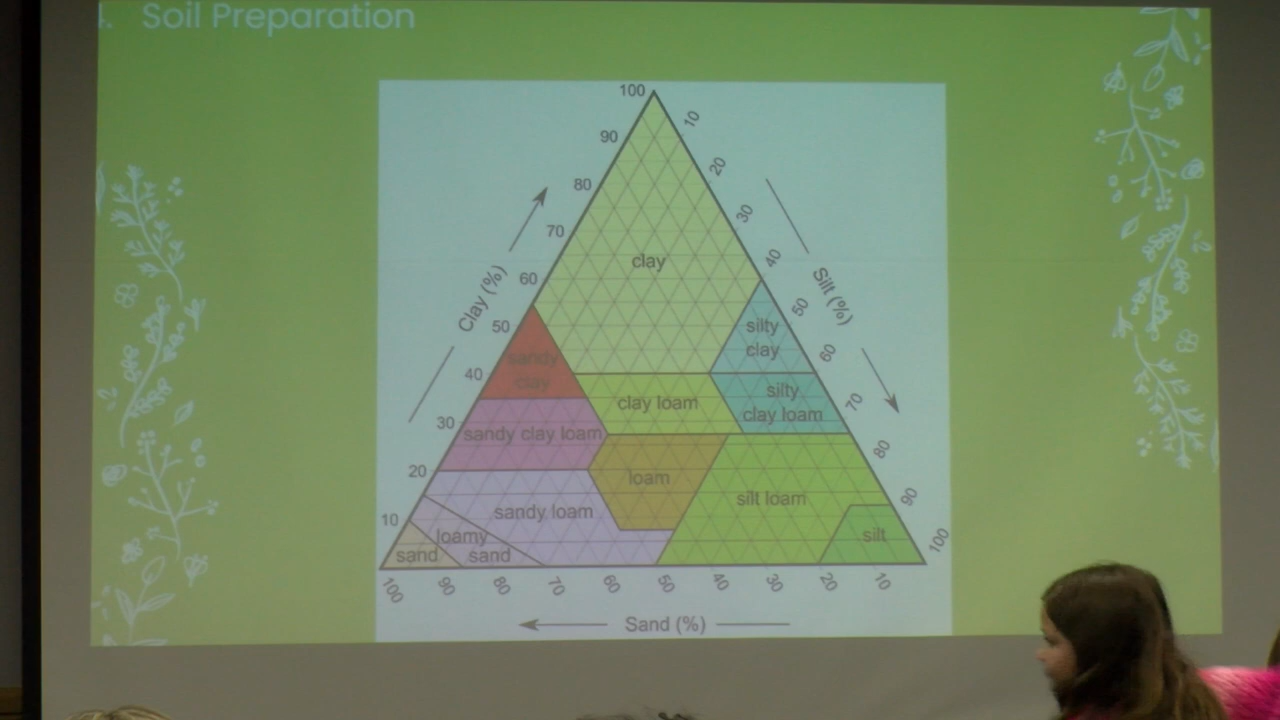 . Soil Preparation
100
90
80
70
60
50
40
30
20
10
Clay (%)
10
20
30
40
50
60
70
80
90
100
Silt (%)
clay
silty
clay
sandy
clay
clay loam
silty
clay loam
sandy clay loam
loam
silt loam
sandy loam
loamy
sand
sand
silt
100
90
80
70
60
50
40
30
20
10
Sand (%)